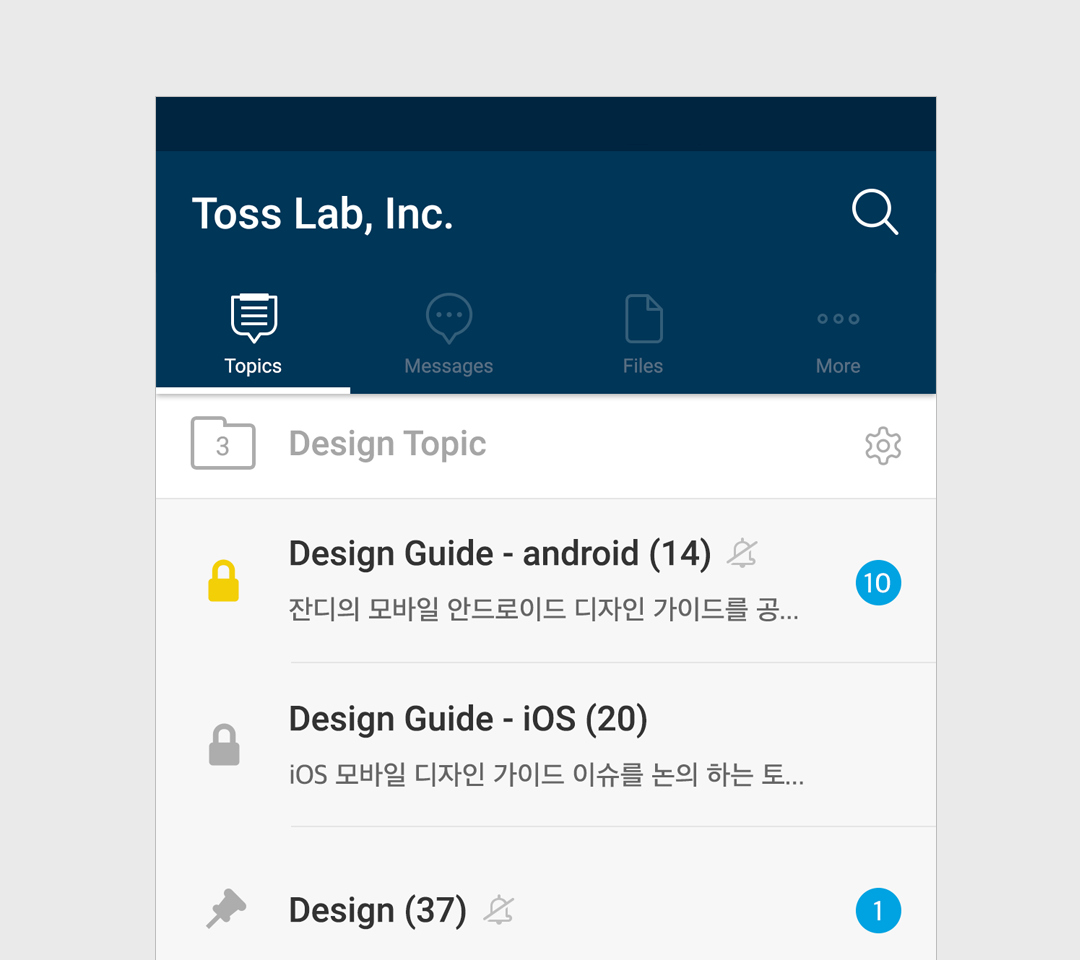 Toss Lab, Inc.
Topics
Messages
Files
More
3
Design Topic
Design Guide - android (14)
10
잔디의 모바일 안드로이드 디자인 가이드를 공...
Design Guide - iOS (20)
iOS 모바일 디자인 가이드 이슈를 논의 하는 토...
Design (37)
1